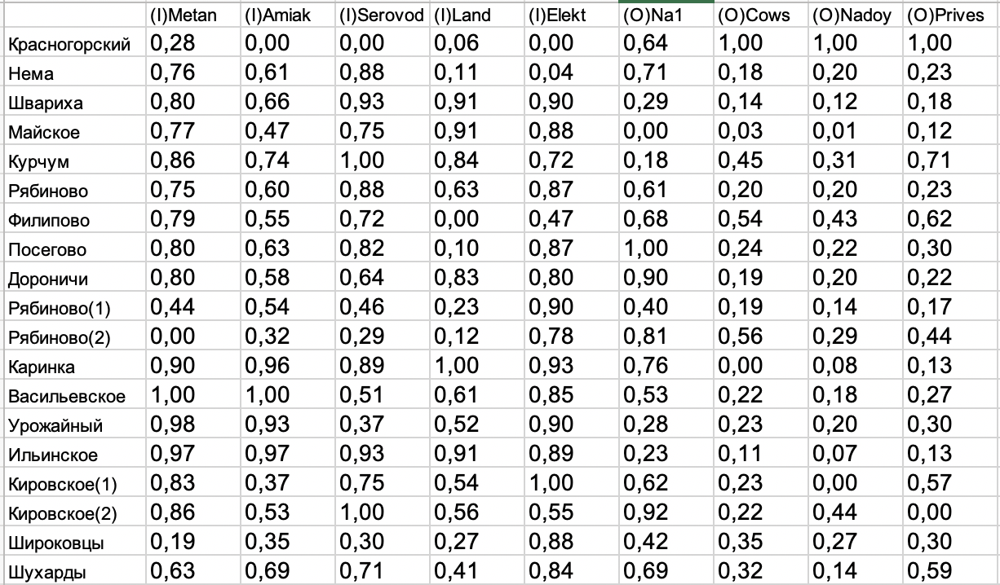 (I)Metan (I)Amiak (I)Serovod (I)Land (I)Elekt (O)Na1 (O)Cows (O)Nadoy (O)Prives
Красногорский 0,28 0,00 0,00 0,06 0,00 0,64 1,00 1,00 1,00
Нема 0,76 0,61 0,88 0,11 0,04 0,71 0,18 0,20 0,23
Швариха 0,80 0,66 0,93 0,91 0,90 0,29 0,14 0,12 0,18
Майское 0,77 0,47 0,75 0,91 0,88 0,00 0,03 0,01 0,12
Курчум 0,86 0,74 1,00 0,84 0,72 0,18 0,45 0,31 0,71
Рябиново 0,75 0,60 0,88 0,63 0,87 0,61 0,20 0,20 0,23
Филипово 0,79 0,55 0,72 0,00 0,47 0,68 0,54 0,43 0,62
Посегово 0,80 0,63 0,82 0,10 0,87 1,00 0,24 0,22 0,30
Дороничи 0,80 0,58 0,64 0,83 0,80 0,90 0,19 0,20 0,22
Рябиново(1) 0,44 0,54 0,46 0,23 0,90 0,40 0,19 0,14 0,17
Рябиново(2) 0,00 0,32 0,29 0,12 0,78 0,81 0,56 0,29 0,44
Каринка 0,90 0,96 0,89 1,00 0,93 0,76 0,00 0,08 0,13
Васильевское 1,00 1,00 0,51 0,61 0,85 0,53 0,22 0,18 0,27
Урожайный 0,98 0,93 0,37 0,52 0,90 0,28 0,23 0,20 0,30
Ильинское 0,97 0,97 0,93 0,91 0,89 0,23 0,11 0,07 0,13
Кировское(1) 0,83 0,37 0,75 0,54 1,00 0,62 0,23 0,00 0,57
Кировское(2) 0,86 0,53 1,00 0,56 0,55 0,92 0,22 0,44 0,00
Широковцы 0,19 0,35 0,30 0,27 0,88 0,42 0,35 0,27 0,30
Шухарды 0,63 0,69 0,71 0,41 0,84 0,69 0,32 0,14 0,59